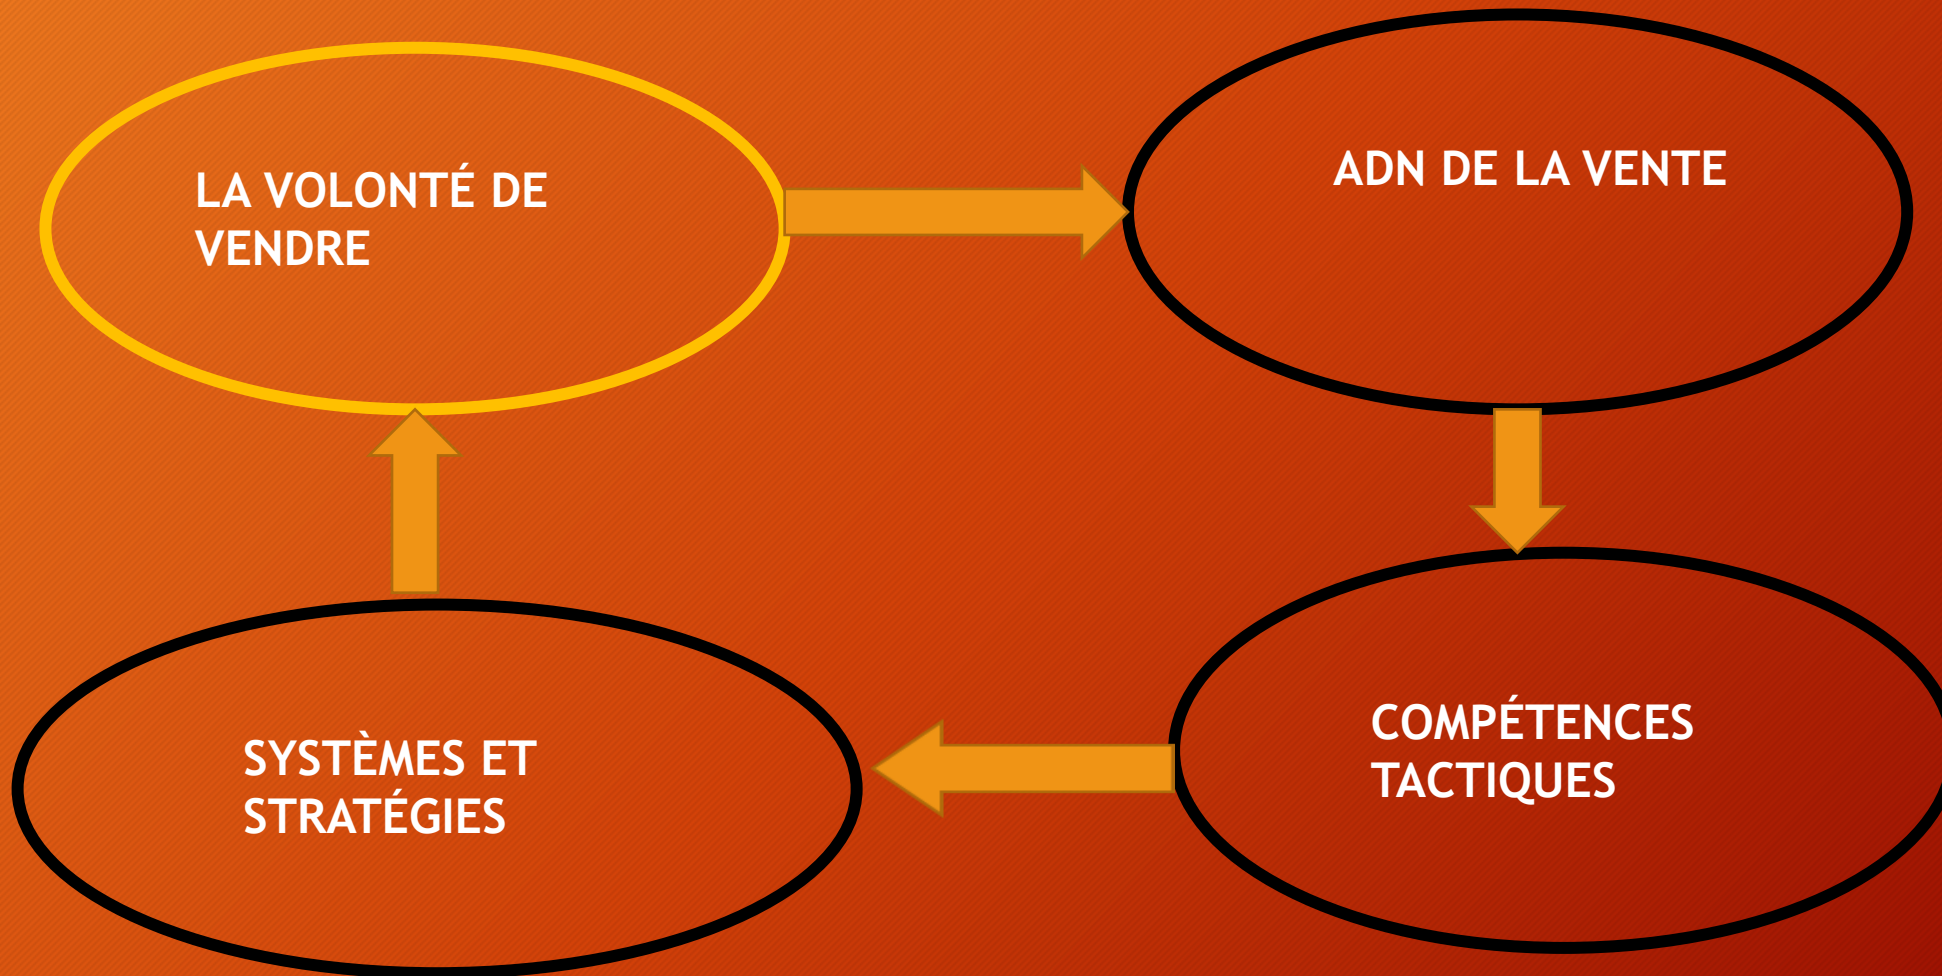 LA VOLONTÉ DE
VENDRE
ADN DE LA VENTE
COMPÉTENCES
TACTIQUES
SYSTÈMES ET
STRATÉGIES